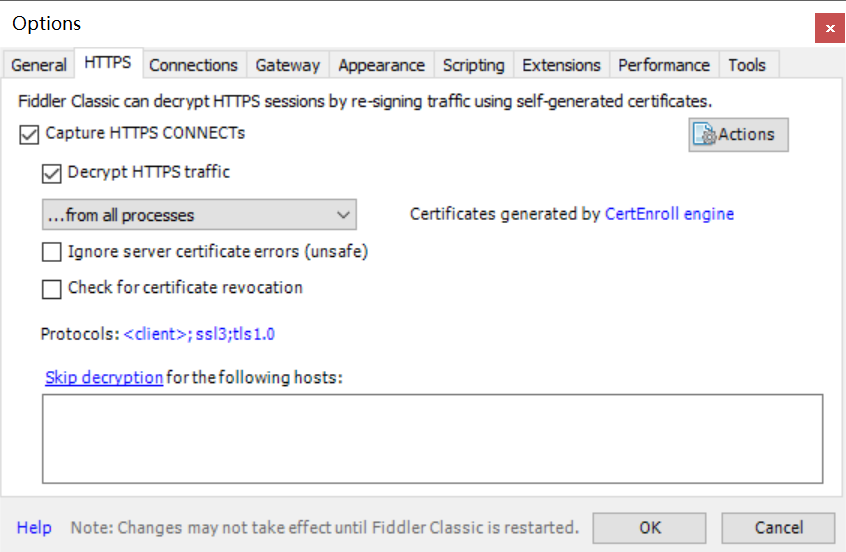 Options
x
General HTTPS Connections Gateway Appearance Scripting Extensions Performance Tools
Fiddler Classic can decrypt HTTPS sessions by re-signing traffic using self-generated certificates.
Capture HTTPS CONNECTs
Actions
Decrypt HTTPS traffic
...from all processes
Certificates generated by CertEnroll engine
Ignore server certificate errors (unsafe)
Check for certificate revocation
Protocols: <client>; ssl3;tls1.0
Skip decryption for the following hosts:
Help Note: Changes may not take effect until Fiddler Classic is restarted. OK Cancel